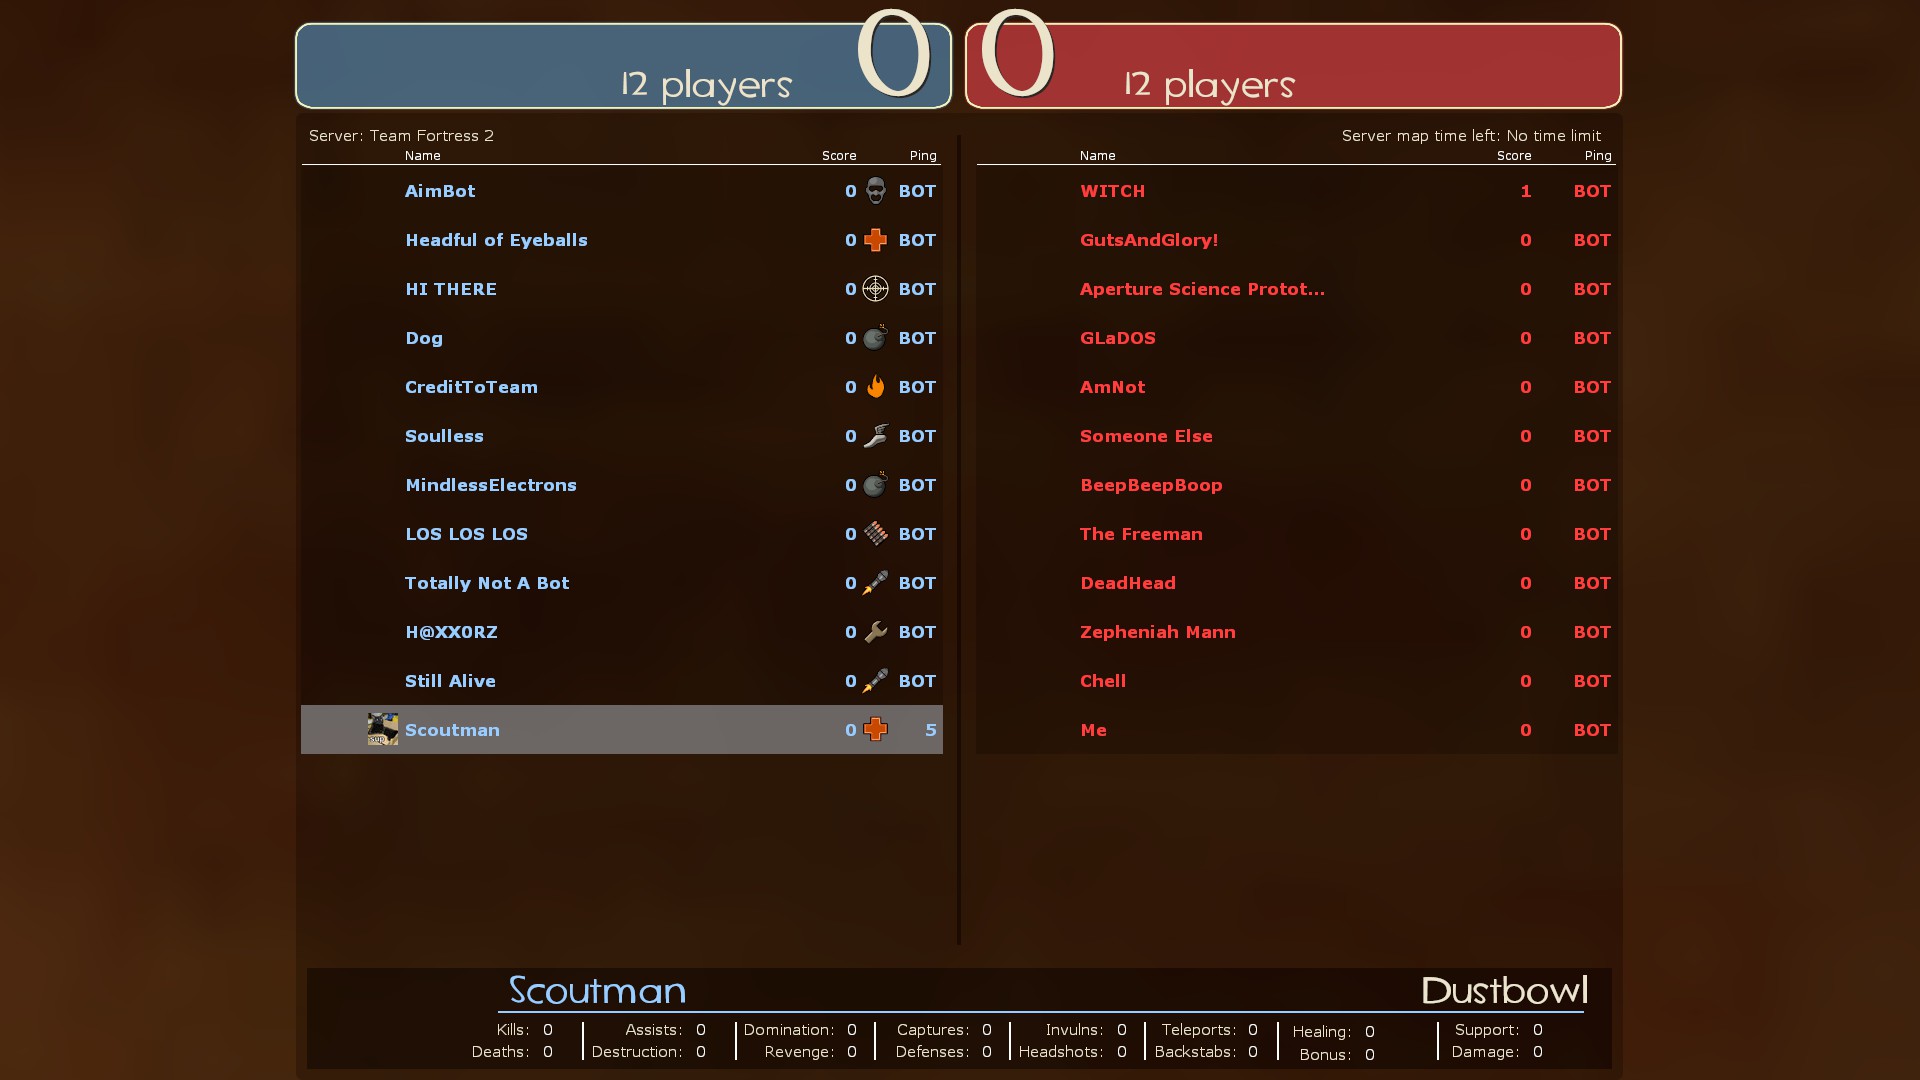 0 0
12 players 12 players
Server: Team Fortress 2 Server map time left: No time limit
Name Score Ping Name Score Ping
AimBot 0 BOT WITCH 1 BOT
Headful of Eyeballs 0 BOT GutsAndGlory! 0 BOT
HI THERE 0 BOT Aperture Science Protot... 0 BOT
Dog 0 BOT GLaDOS 0 BOT
CreditToTeam 0 BOT AmNot 0 BOT
Soulless 0 BOT Someone Else 0 BOT
MindlessElectrons 0 BOT BeepBeepBoop 0 BOT
LOS LOS LOS 0 BOT The Freeman 0 BOT
Totally Not A Bot 0 BOT DeadHead 0 BOT
H@XX0RZ 0 BOT Zepheniah Mann 0 BOT
Still Alive 0 BOT Chell 0 BOT
Scoutman 0 5 Me 0 BOT
Scoutman Dustbowl
Kills: 0 Assists: 0 Domination: 0 Captures: 0 Invulns: 0 Teleports: 0 Healing: 0 Support: 0
Deaths: 0 Destruction: 0 Revenge: 0 Defenses: 0 Headshots: 0 Backstabs: 0 Bonus: 0 Damage: 0